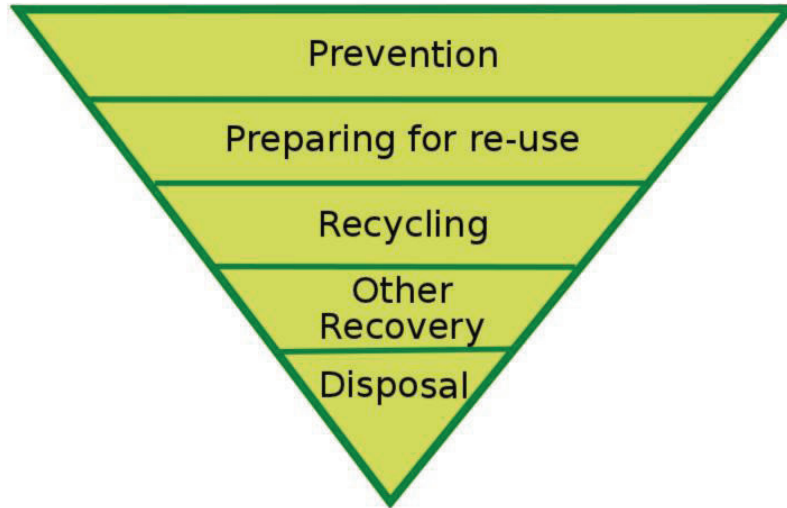 Prevention
Preparing for re-use
Recycling
Other
Recovery
Disposal